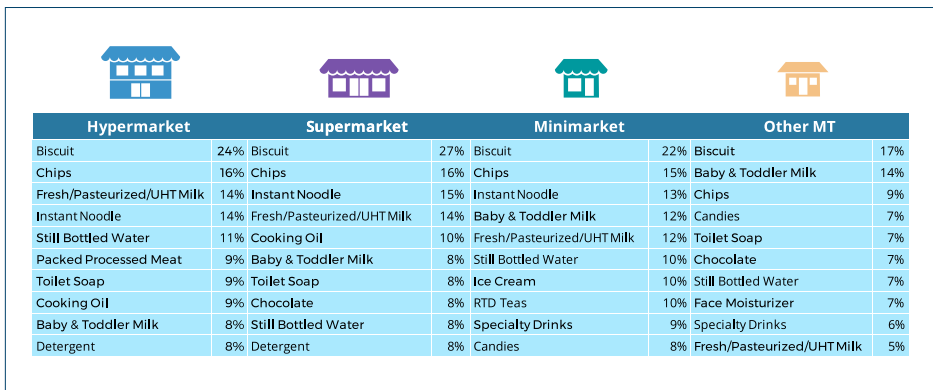 Hypermarket Supermarket Minimarket Other MT
Biscuit 24% Biscuit 27% Biscuit 22% Biscuit 17%
Chips 16% Chips 16% Chips 15% Baby & Toddler Milk 14%
Fresh/Pasteurized/UHT Milk 14% Instant Noodle 15% Instant Noodle 13% Chips 9%
Instant Noodle 14% Fresh/Pasteurized/UHT Milk 14% Baby & Toddler Milk 12% Candies 7%
Still Bottled Water 11% Cooking Oil 10% Fresh/Pasteurized/UHT Milk 12% Toilet Soap 7%
Packed Processed Meat 9% Baby & Toddler Milk 8% Still Bottled Water 10% Chocolate 7%
Toilet Soap 9% Toilet Soap 8% Ice Cream 10% Still Bottled Water 7%
Cooking Oil 9% Chocolate 8% RTD Teas 10% Face Moisturizer 7%
Baby & Toddler Milk 8% Still Bottled Water 8% Specialty Drinks 9% Specialty Drinks 6%
Detergent 8% Detergent 8% Candies 8% Fresh/Pasteurized/UHT Milk 5%